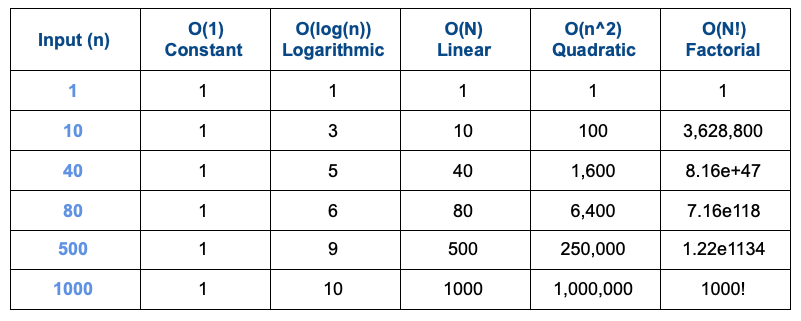 Input (n) O(1) Constant O(log(n)) Logarithmic O(N) Linear O(n^2) Quadratic O(N!) Factorial
1 1 1 1 1 1
10 1 3 10 100 3,628,800
40 1 5 40 1,600 8.16e+47
80 1 6 80 6,400 7.16e118
500 1 9 500 250,000 1.22e1134
1000 1 10 1000 1,000,000 1000!